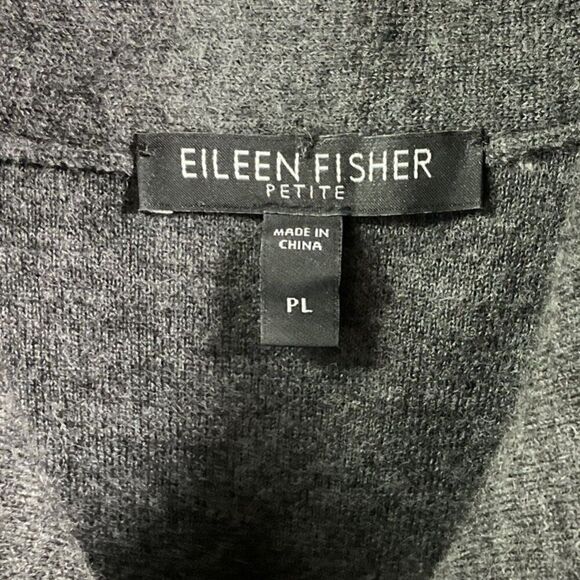 EILEEN FISHER
PETITE
MADE IN
CHINA
PL